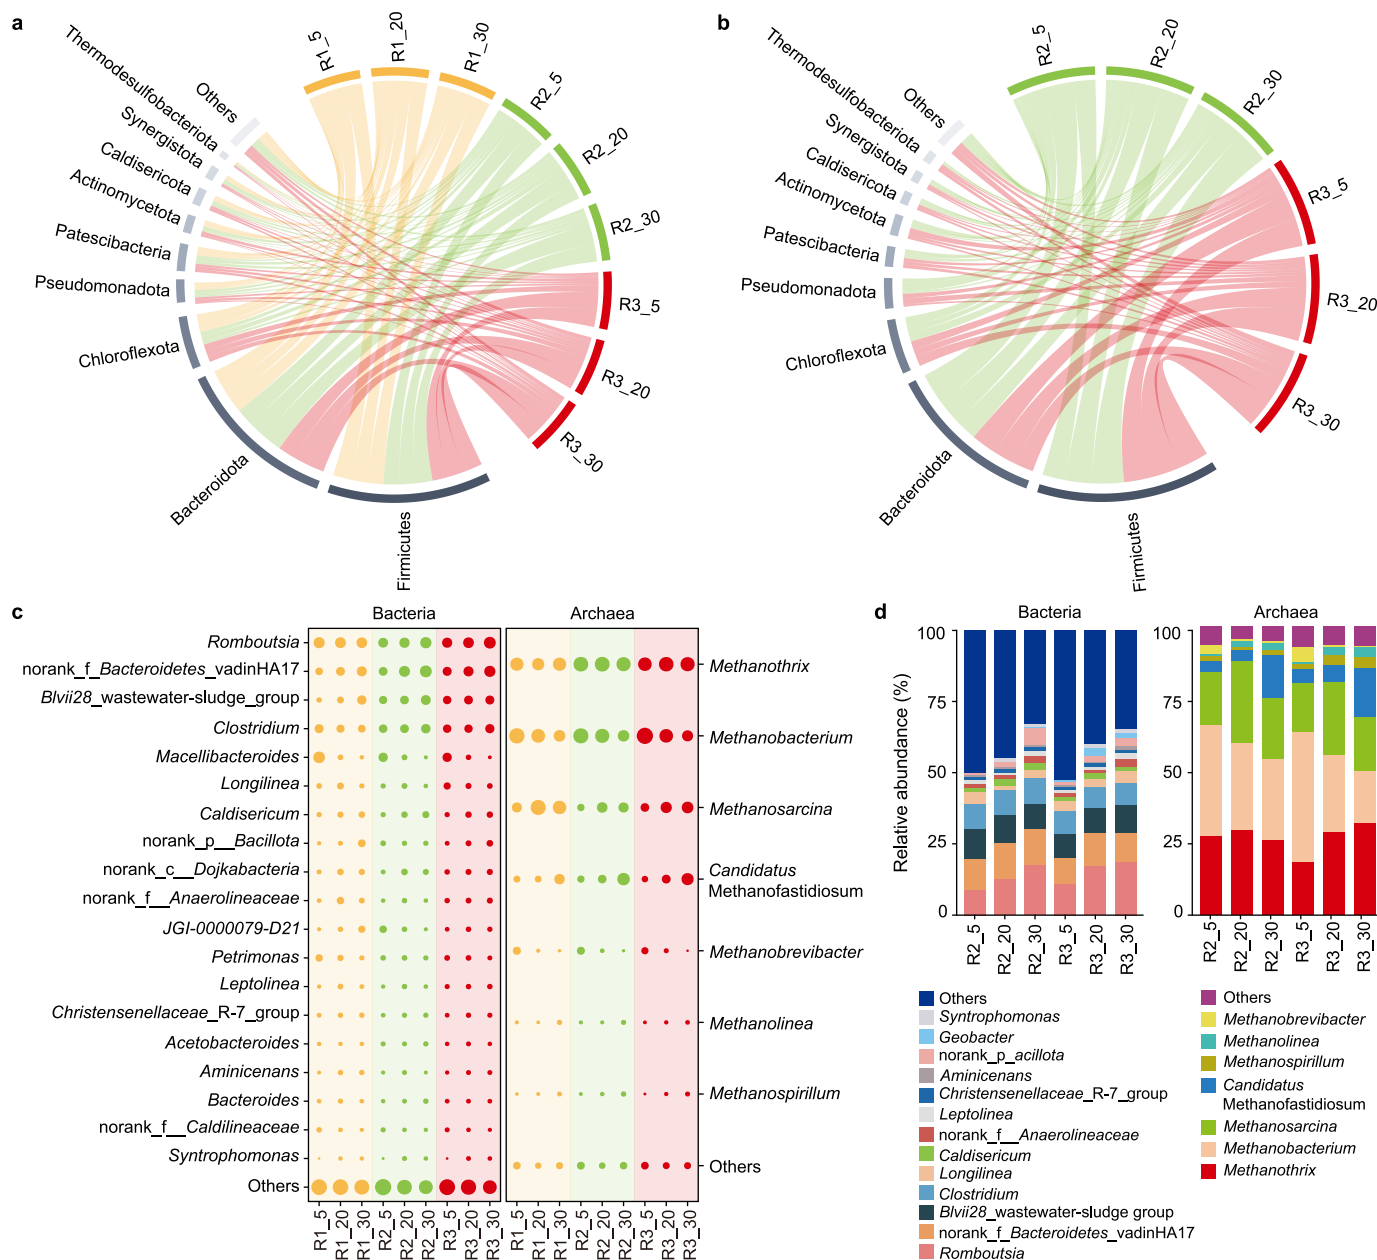 a
R1_5
R1_20
R1_30
R2_5
R2_20
R2_30
R3_5
R3_20
R3_30
Firmicutes
Bacteroidota
Chloroflexota
Pseudomonadota
Patescibacteria
Actinomycetota
Caldisericota
Synergistota
Thermodesulfobacteriota
Others
b
R2_5
R2_20
R2_30
R3_5
R3_20
R3_30
Firmicutes
Bacteroidota
Chloroflexota
Pseudomonadota
Patescibacteria
Actinomycetota
Caldisericota
Synergistota
Thermodesulfobacteriota
Others
c
Bacteria
Archaea
Romboutsia
norank_f_Bacteroidetes_vadinHA17
Blvii28_wastewater-sludge_group
Clostridium
Macellibacteroides
Longilinea
Caldisericum
norank_p__Bacillota
norank_c__Dojkabacteria
norank_f__Anaerolineaceae
JGI-0000079-D21
Petrimonas
Leptolinea
Christensenellaceae_R-7_group
Acetobacteroides
Aminicenans
Bacteroides
norank_f__Caldilineaceae
Syntrophomonas
Others
R1_5
R1_20
R1_30
R2_5
R2_20
R2_30
R3_5
R3_20
R3_30
R1_5
R1_20
R1_30
R2_5
R2_20
R2_30
R3_5
R3_20
R3_30
Methanothrix
Methanobacterium
Methanosarcina
Candidatus
Methanofastidiosum
Methanobrevibacter
Methanolinea
Methanospirillum
Others
d
Bacteria
Archaea
Relative abundance (%)
100
75
50
25
0
R2_5
R2_20
R2_30
R3_5
R3_20
R3_30
100
75
50
25
0
R2_5
R2_20
R2_30
R3_5
R3_20
R3_30
Others
Syntrophomonas
Geobacter
norank_p_acillota
Aminicenans
Christensenellaceae_R-7_group
Leptolinea
norank_f__Anaerolineaceae
Caldisericum
Longilinea
Clostridium
Blvii28_wastewater-sludge group
norank_f_Bacteroidetes_vadinHA17
Romboutsia
Others
Methanobrevibacter
Methanolinea
Methanospirillum
Candidatus
Methanofastidiosum
Methanosarcina
Methanobacterium
Methanothrix